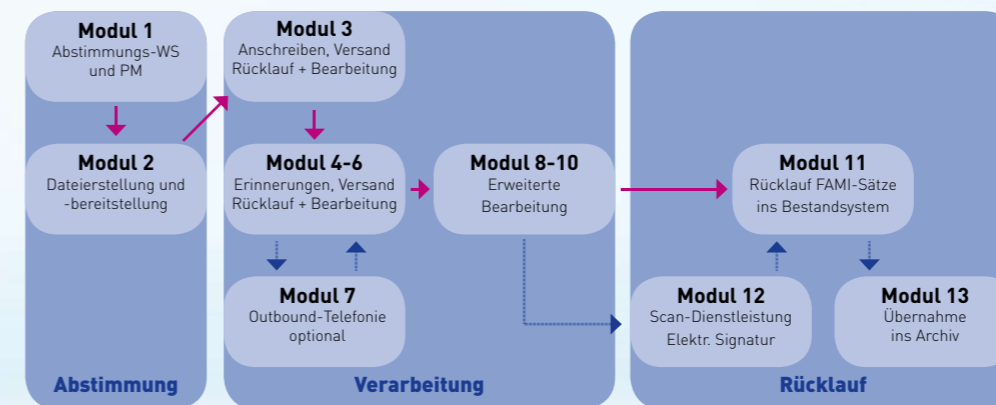 Modul 1
Abstimmungs-WS
und PM
Modul 2
Dateierstellung und
-bereitstellung
Abstimmung
Modul 3
Anschreiben, Versand
Rücklauf + Bearbeitung
Modul 4-6
Erinnerungen, Versand
Rücklauf + Bearbeitung
Modul 7
Outbound-Telefonie
optional
Modul 8-10
Erweiterte
Bearbeitung
Verarbeitung
Modul 11
Rücklauf FAMI-Sätze
ins Bestandsystem
Modul 12
Scan-Dienstleistung
Elektr. Signatur
Modul 13
Übernahme
ins Archiv
Rücklauf